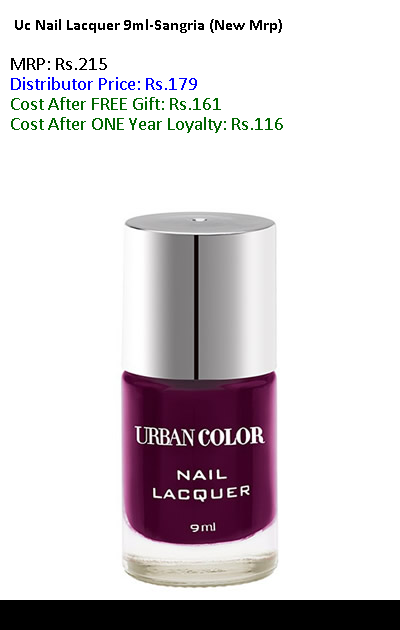 Uc Nail Lacquer 9ml-Sangria (New Mrp)
MRP: Rs.215
Distributor Price: Rs.179
Cost After FREE Gift: Rs.161
Cost After ONE Year Loyalty: Rs.116
URBAN COLOR
NAIL
LACQUER
9ml